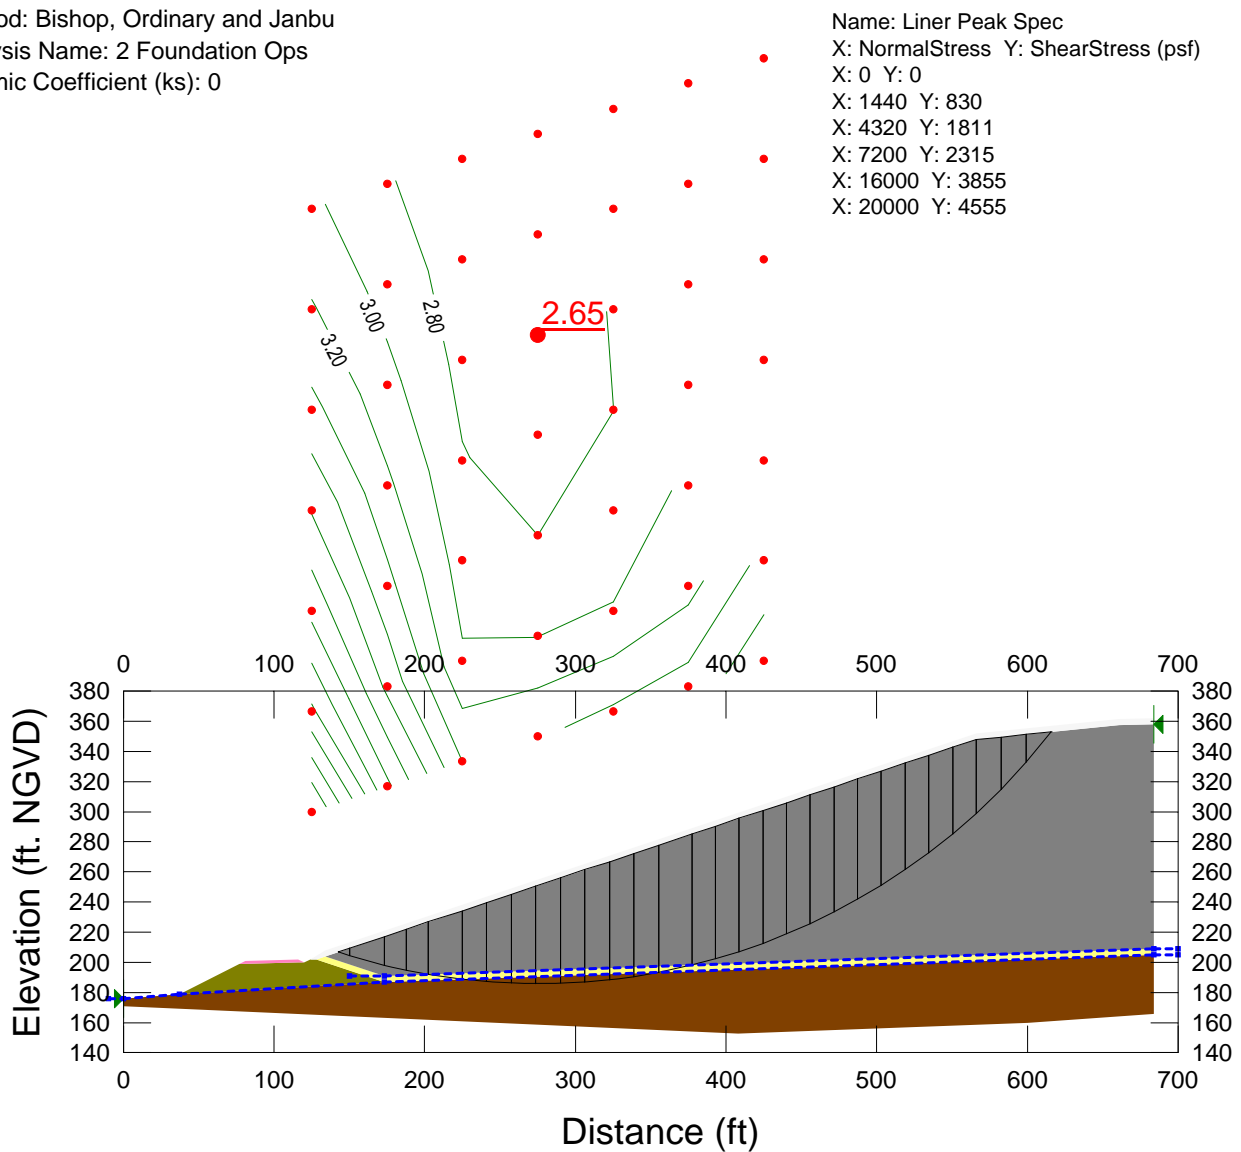 od: Bishop, Ordinary and Janbu
ysis Name: 2 Foundation Ops
nic Coefficient (ks): 0
Name: Liner Peak Spec
X: NormalStress Y: ShearStress (psf)
X: 0 Y: 0
X: 1440 Y: 830
X: 4320 Y: 1811
X: 7200 Y: 2315
X: 16000 Y: 3855
X: 20000 Y: 4555
3.20
3.00
2.80
2.65
0 100 200 300 400 500 600 700
380 380
360 360
340 340
320 320
300 300
280 280
260 260
240 240
220 220
200 200
180 180
160 160
140 140
0 100 200 300 400 500 600 700
Elevation (ft. NGVD)
Distance (ft)